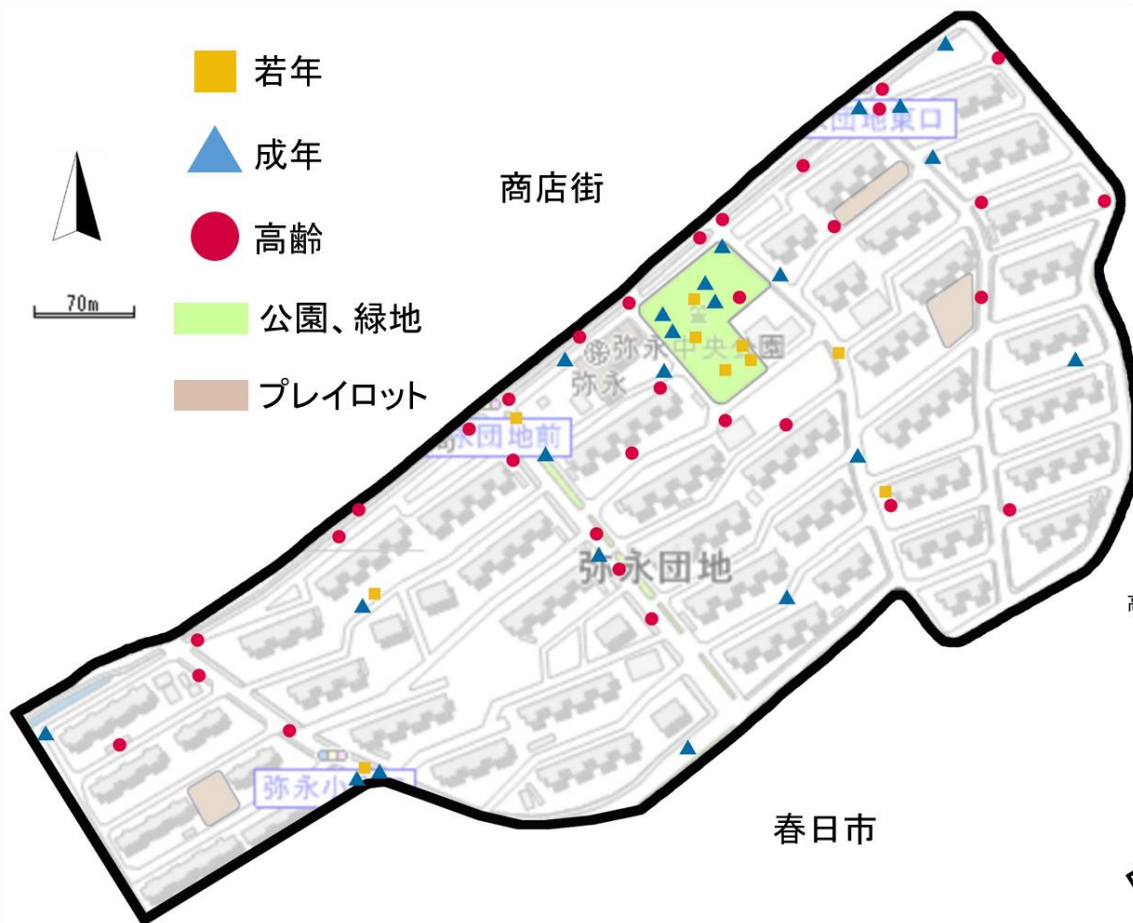 若年
成年
高齢
公園、緑地
プレイロット
70m
商店街
団地東口
弥永中央公園
弥永
永団地前
弥永団地
弥永小
春日市